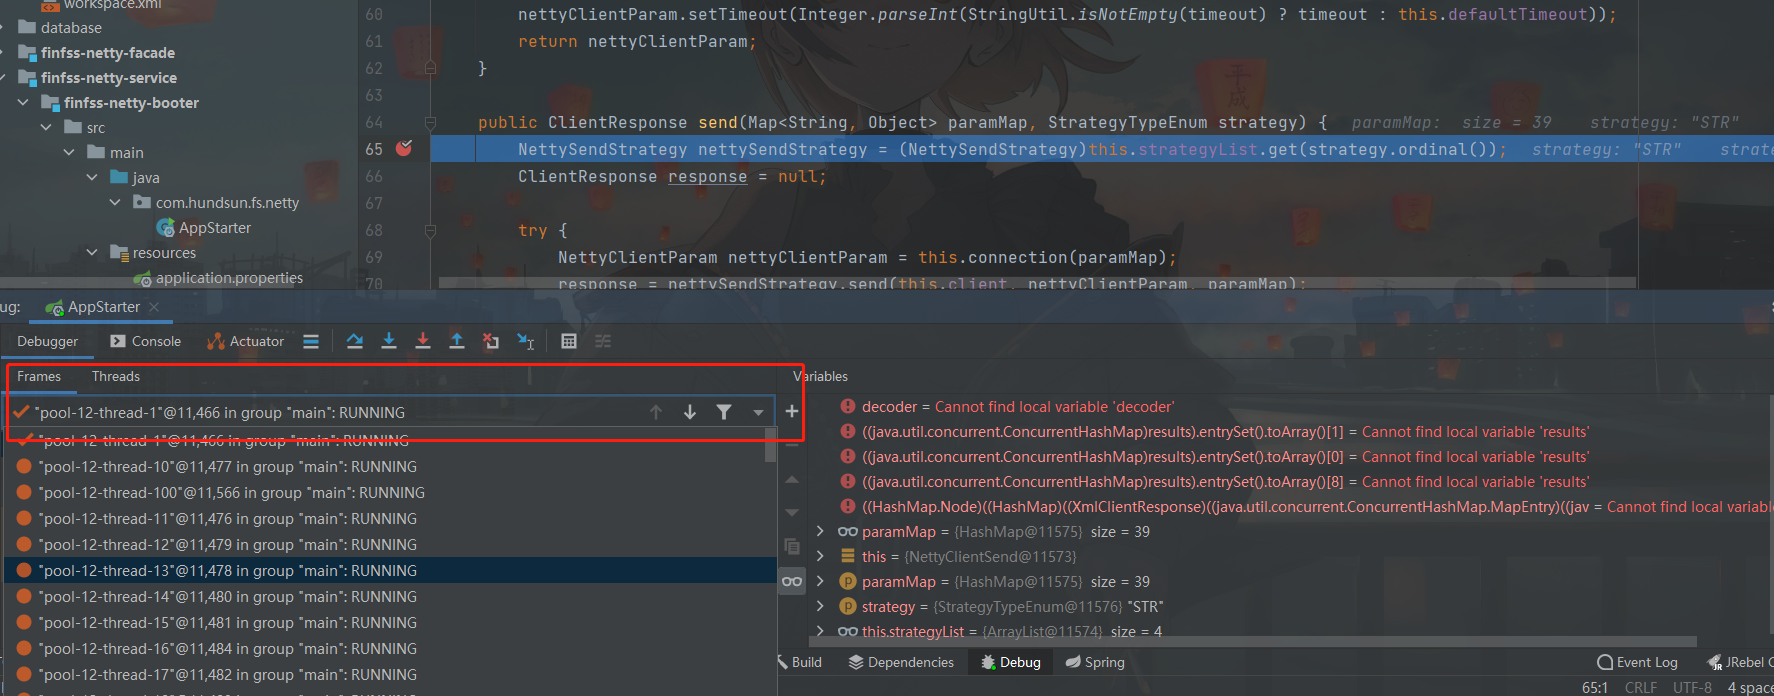 workspace.xml
database
finfss-netty-facade
finfss-netty-service
finfss-netty-booter
src
main
java
com.hundsun.fs.netty
AppStarter
resources
application.properties
60 nettyClientParam.setTimeout(Integer.parseInt(StringUtil.isNotEmpty(timeout) ? timeout : this.defaultTimeout));
61 return nettyClientParam;
62 }
63
64 public ClientResponse send(Map<String, Object> paramMap, StrategyTypeEnum strategy) { paramMap: size = 39 strategy: "STR"
65 NettySendStrategy nettySendStrategy = (NettySendStrategy)this.strategyList.get(strategy.ordinal()); strategy: "STR" strate
66 ClientResponse response = null;
67
68 try {
69 NettyClientParam nettyClientParam = this.connection(paramMap);
70 response = nettySendStrategy.send(this.client, nettyClientParam, paramMap);
平成
ug: AppStarter
Debugger Console Actuator
Frames Threads Variables
"pool-12-thread-1"@11,466 in group "main": RUNNING
"pool-12-thread-1"@11,466 in group "main": RUNNING
"pool-12-thread-10"@11,477 in group "main": RUNNING
"pool-12-thread-100"@11,566 in group "main": RUNNING
"pool-12-thread-11"@11,476 in group "main": RUNNING
"pool-12-thread-12"@11,479 in group "main": RUNNING
"pool-12-thread-13"@11,478 in group "main": RUNNING
"pool-12-thread-14"@11,480 in group "main": RUNNING
"pool-12-thread-15"@11,481 in group "main": RUNNING
"pool-12-thread-16"@11,484 in group "main": RUNNING
"pool-12-thread-17"@11,482 in group "main": RUNNING
decoder = Cannot find local variable 'decoder'
((java.util.concurrent.ConcurrentHashMap)results).entrySet().toArray()[1] = Cannot find local variable 'results'
((java.util.concurrent.ConcurrentHashMap)results).entrySet().toArray()[0] = Cannot find local variable 'results'
((java.util.concurrent.ConcurrentHashMap)results).entrySet().toArray()[8] = Cannot find local variable 'results'
((HashMap.Node)((HashMap)((XmlClientResponse)((java.util.concurrent.ConcurrentHashMap.MapEntry)((jav = Cannot find local variable
paramMap = {HashMap@11575} size = 39
this = {NettyClientSend@11573}
paramMap = {HashMap@11575} size = 39
strategy = {StrategyTypeEnum@11576} "STR"
this.strategyList = {ArrayList@11574} size = 4
Build Dependencies Debug Spring Event Log JRebel C
65:1 CRLF UTF-8 4 space